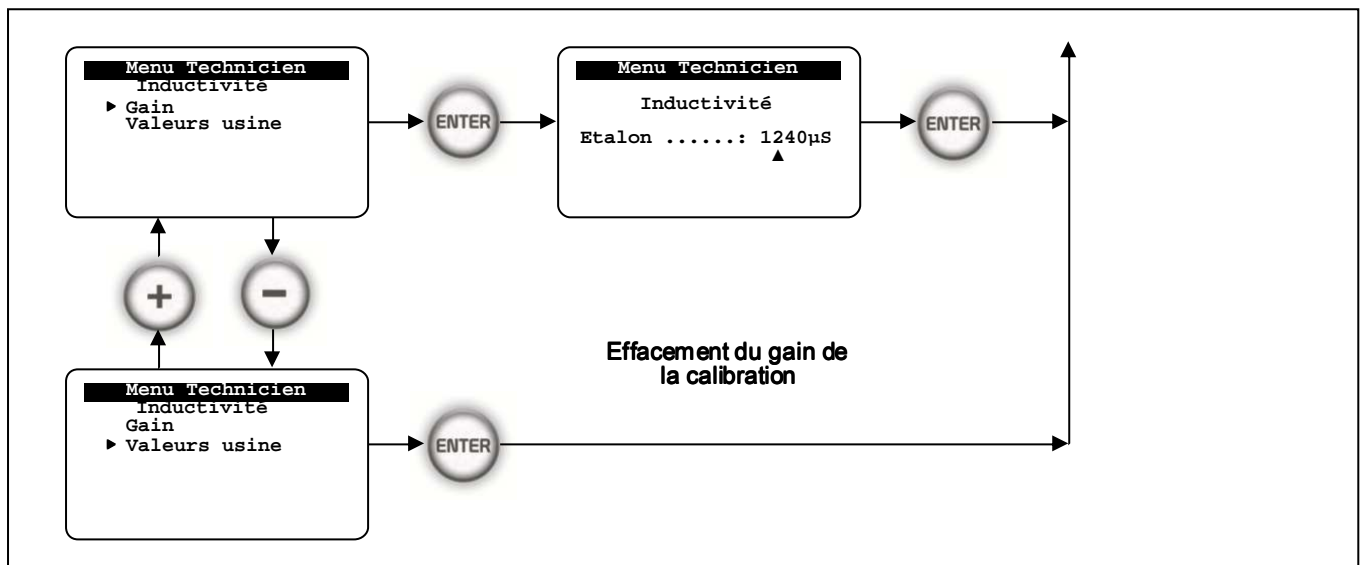 Menu Technicien
Inductivité
▶ Gain
Valeurs usine
ENTER
Menu Technicien
Inductivité
Etalon ......: 1240µS
▲
ENTER
+
-
Effacement du gain de
la calibration
Menu Technicien
Inductivité
Gain
▶ Valeurs usine
ENTER